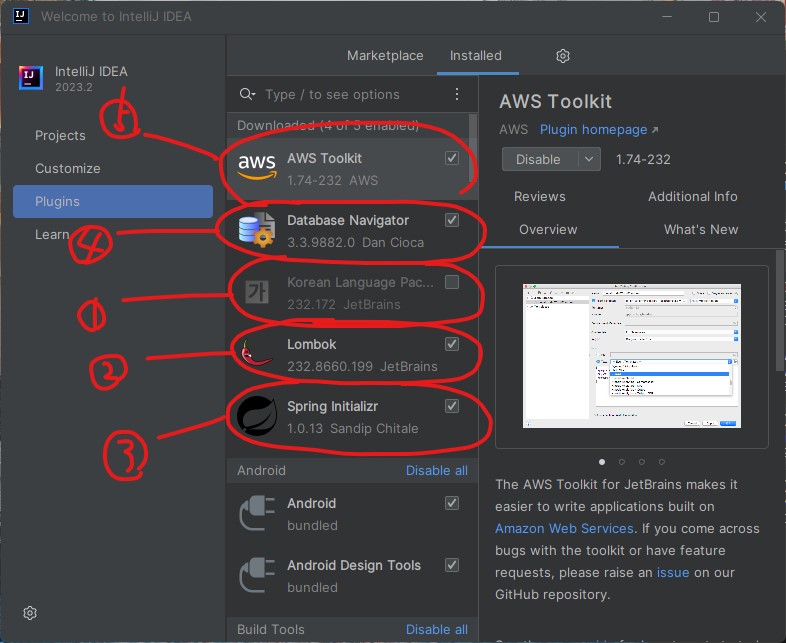 Welcome to IntelliJ IDEA
IntelliJ IDEA
2023.2
Projects
Customize
Plugins
Learn
5
4
1
2
3
Marketplace
Installed
Type / to see options
Downloaded (4 of 5 enabled)
aws
AWS Toolkit
1.74-232 AWS
Database Navigator
3.3.9882.0 Dan Cioca
가
Korean Language Pac...
232.172 JetBrains
Lombok
232.8660.199 JetBrains
Spring Initializr
1.0.13 Sandip Chitale
Android Disable all
Android
bundled
Android Design Tools
bundled
Build Tools Disable all
AWS Toolkit
AWS Plugin homepage
Disable 1.74-232
Reviews Additional Info
Overview What's New
The AWS Toolkit for JetBrains makes it
easier to write applications built on
Amazon Web Services. If you come across
bugs with the toolkit or have feature
requests, please raise an issue on our
GitHub repository.